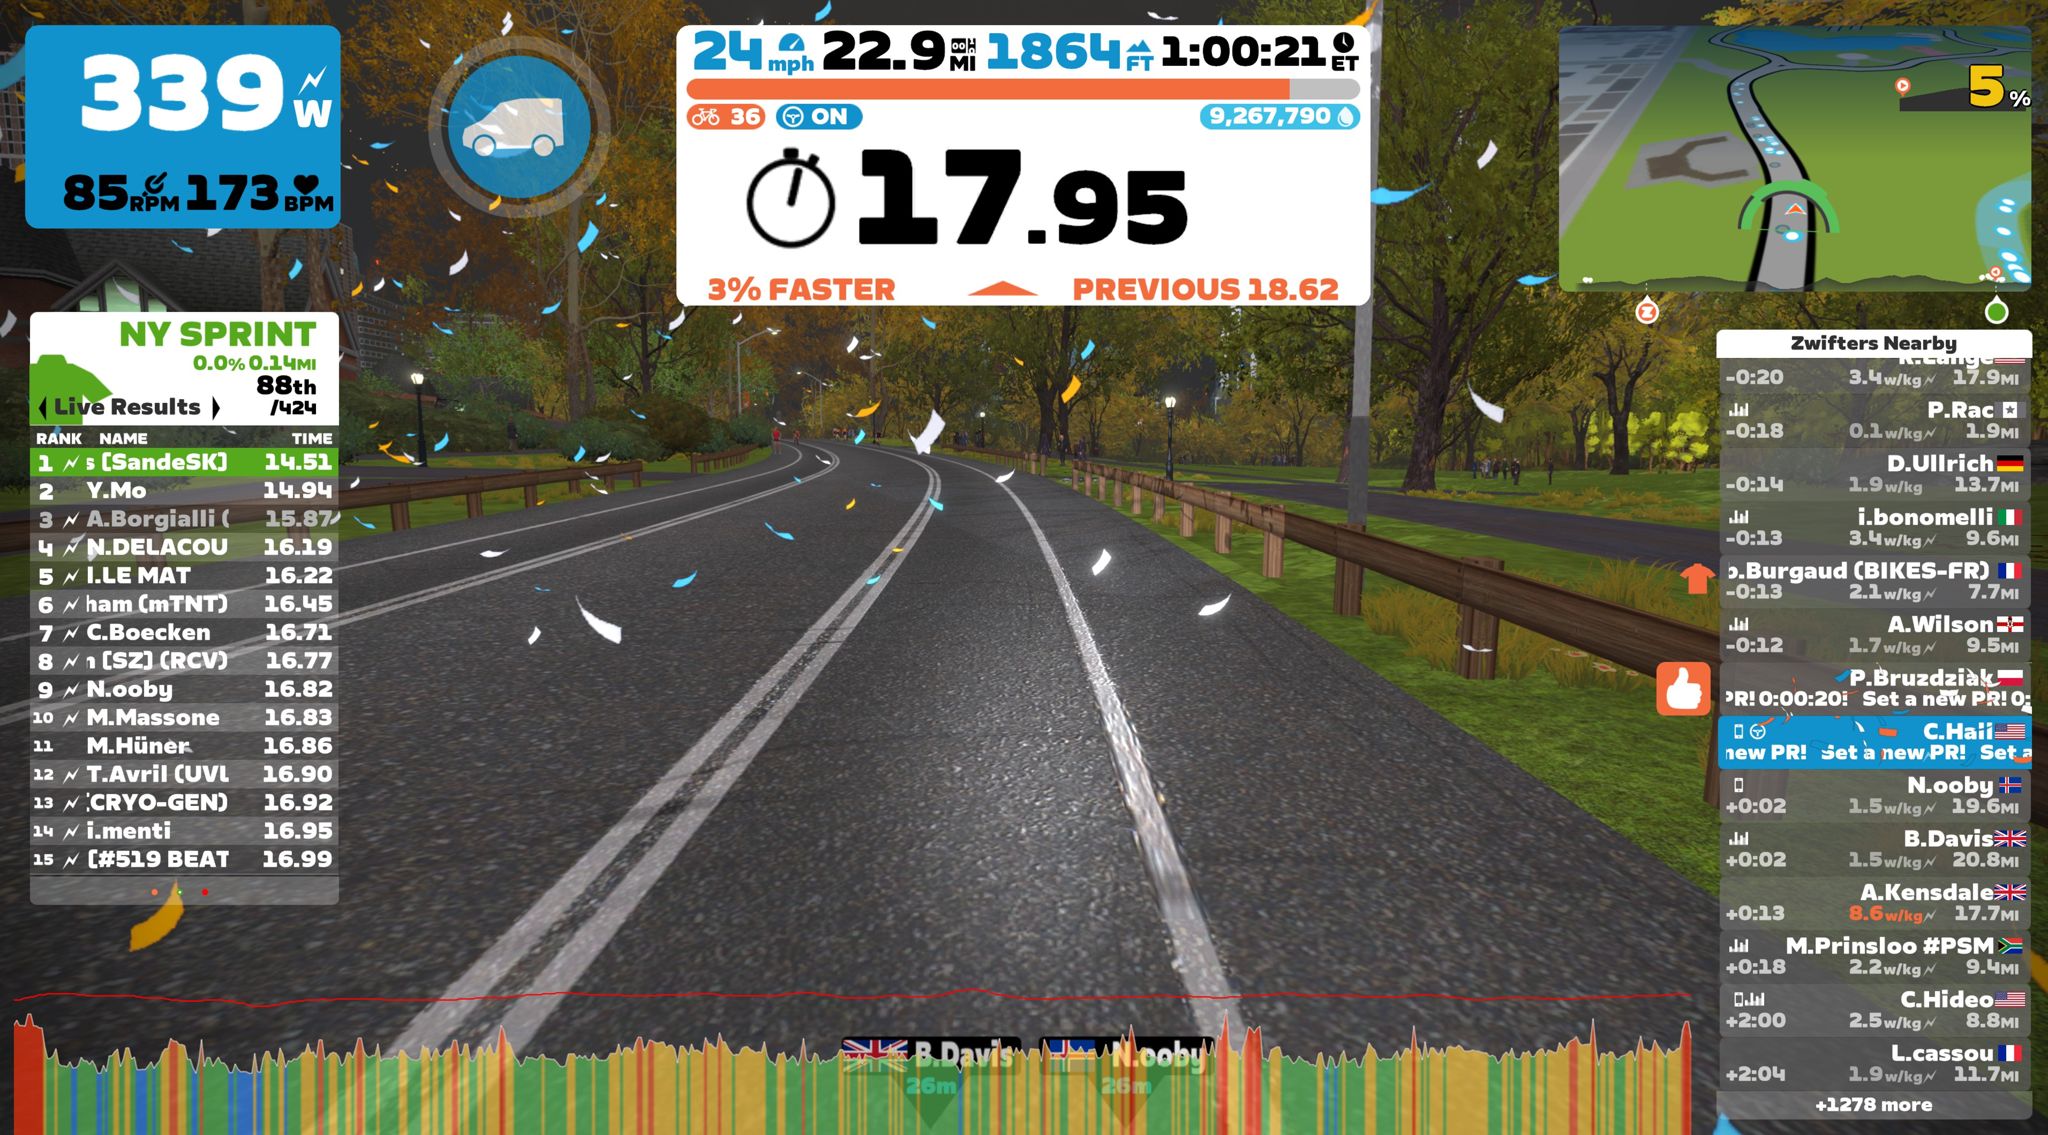 339 W
85 RPM 173 BPM
24 mph 22.9 MI 1864 FT 1:00:21 ET
36 ON 9,267,790
17.95
3% FASTER PREVIOUS 18.62
5 %
NY SPRINT
0.0% 0.14MI
88th
Live Results /424
RANK NAME TIME
1 s [SandeSK] 14.51
2 Y.Mo 14.94
3 A.Borgialli ( 15.87
4 N.DELACOU 16.19
5 I.LE MAT 16.22
6 ham (mTNT) 16.45
7 C.Boecken 16.71
8 [SZ] (RCV) 16.77
9 N.ooby 16.82
10 M.Massone 16.83
11 M.Hüner 16.86
12 T.Avril (UVL 16.90
13 CRYO-GEN) 16.92
14 i.menti 16.95
15 [#519 BEAT 16.99
Z
Zwifters Nearby
R.Lange
-0:20 3.4w/kg 17.9MI
P.Rac
-0:18 0.1w/kg 1.9MI
D.Ullrich
-0:14 1.9w/kg 13.7MI
i.bonomelli
-0:13 3.4w/kg 9.6MI
b.Burgaud (BIKES-FR)
-0:13 2.1w/kg 7.7MI
A.Wilson
-0:12 1.7w/kg 9.5MI
P.Bruzdziak
PR! 0:00:20! Set a new PR! 0:
C.Hail
new PR! Set a new PR! Set a
N.ooby
+0:02 1.5w/kg 19.6MI
B.Davis
+0:02 1.5w/kg 20.8MI
A.Kensdale
+0:13 8.6w/kg 17.7MI
M.Prinsloo #PSM
+0:18 2.2w/kg 9.4MI
C.Hideo
+2:00 2.5w/kg 8.8MI
L.cassou
+2:04 1.9w/kg 11.7MI
+1278 more
B.Davis N.ooby
26m 26m